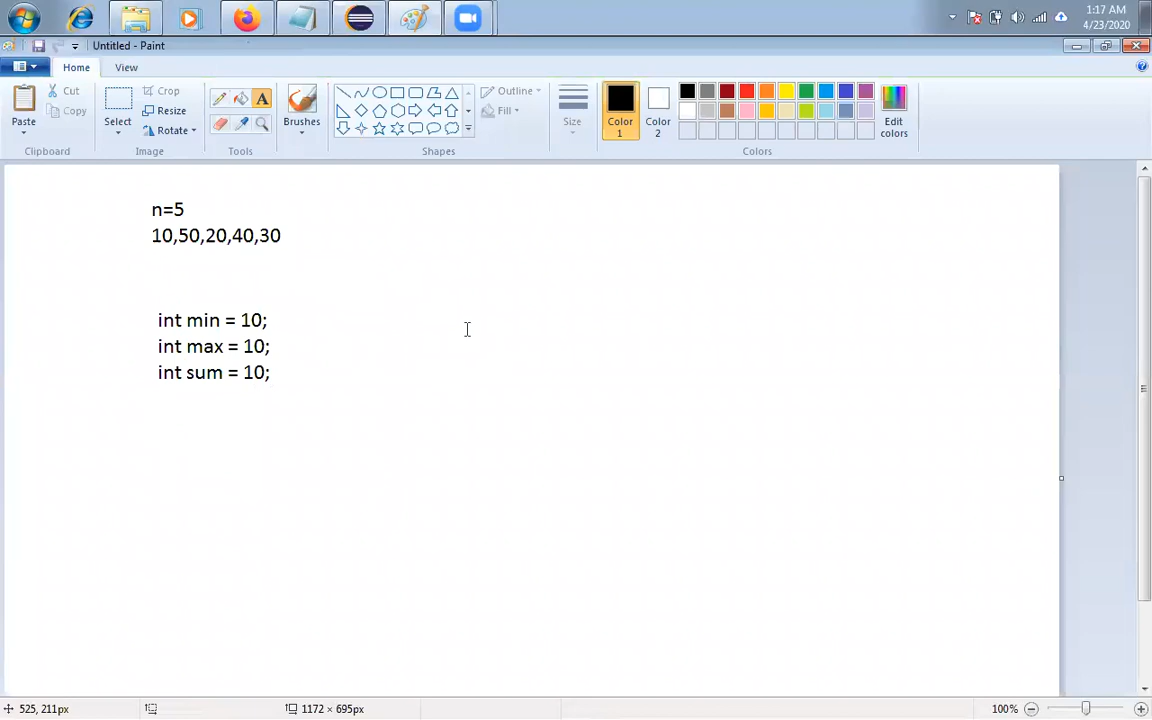 1:17 AM
4/23/2020
Untitled - Paint
Home
View
Paste
Cut
Copy
Clipboard
Select
Crop
Resize
Rotate
Image
A
Tools
Brushes
Shapes
Outline
Fill
Size
Color 1
Color 2
Edit colors
Colors
n=5
10,50,20,40,30
int min = 10;
int max = 10;
int sum = 10;
525, 211px
1172 × 695px
100%